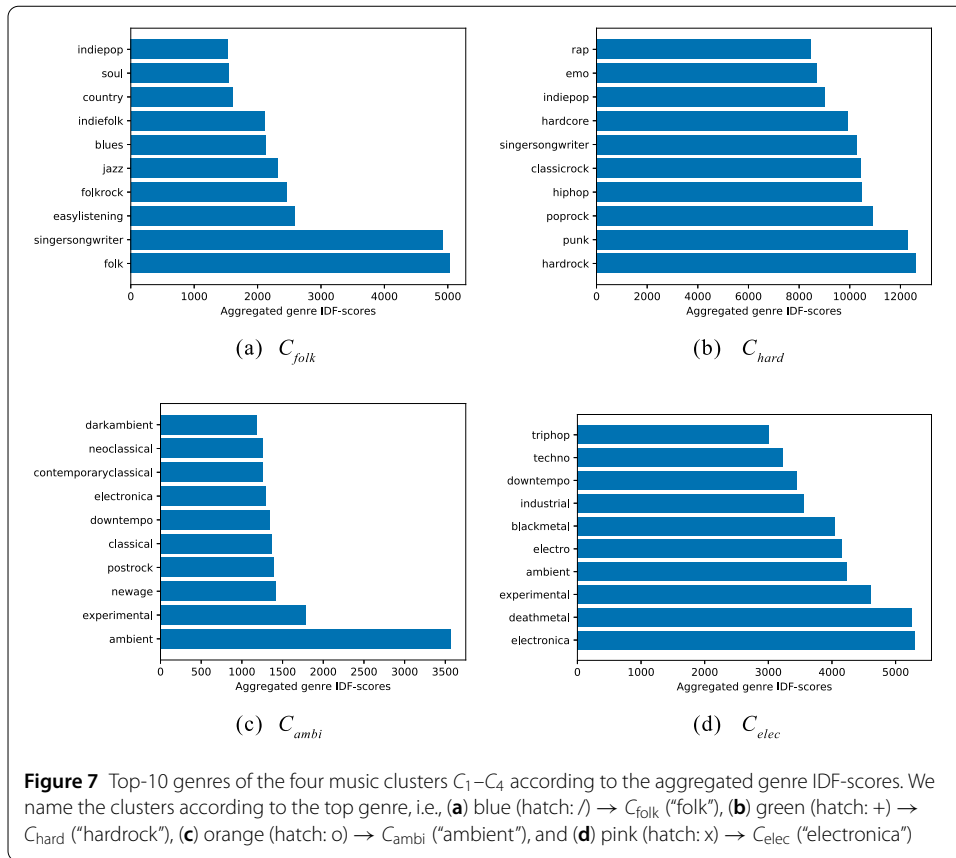 indiepop
soul
country
indiefolk
blues
jazz
folkrock
easylistening
singersongwriter
folk
0 1000 2000 3000 4000 5000
Aggregated genre IDF-scores
(a) C_folk
rap
emo
indiepop
hardcore
singersongwriter
classicrock
hiphop
poprock
punk
hardrock
0 2000 4000 6000 8000 10000 12000
Aggregated genre IDF-scores
(b) C_hard
darkambient
neoclassical
contemporaryclassical
electronica
downtempo
classical
postrock
newage
experimental
ambient
0 500 1000 1500 2000 2500 3000 3500
Aggregated genre IDF-scores
(c) C_ambi
triphop
techno
downtempo
industrial
blackmetal
electro
ambient
experimental
deathmetal
electronica
0 1000 2000 3000 4000 5000
Aggregated genre IDF-scores
(d) C_elec
Figure 7 Top-10 genres of the four music clusters C₁–C₄ according to the aggregated genre IDF-scores. We
name the clusters according to the top genre, i.e., (a) blue (hatch: /) → C_folk (“folk”), (b) green (hatch: +) →
C_hard (“hardrock”), (c) orange (hatch: o) → C_ambi (“ambient”), and (d) pink (hatch: x) → C_elec (“electronica”)